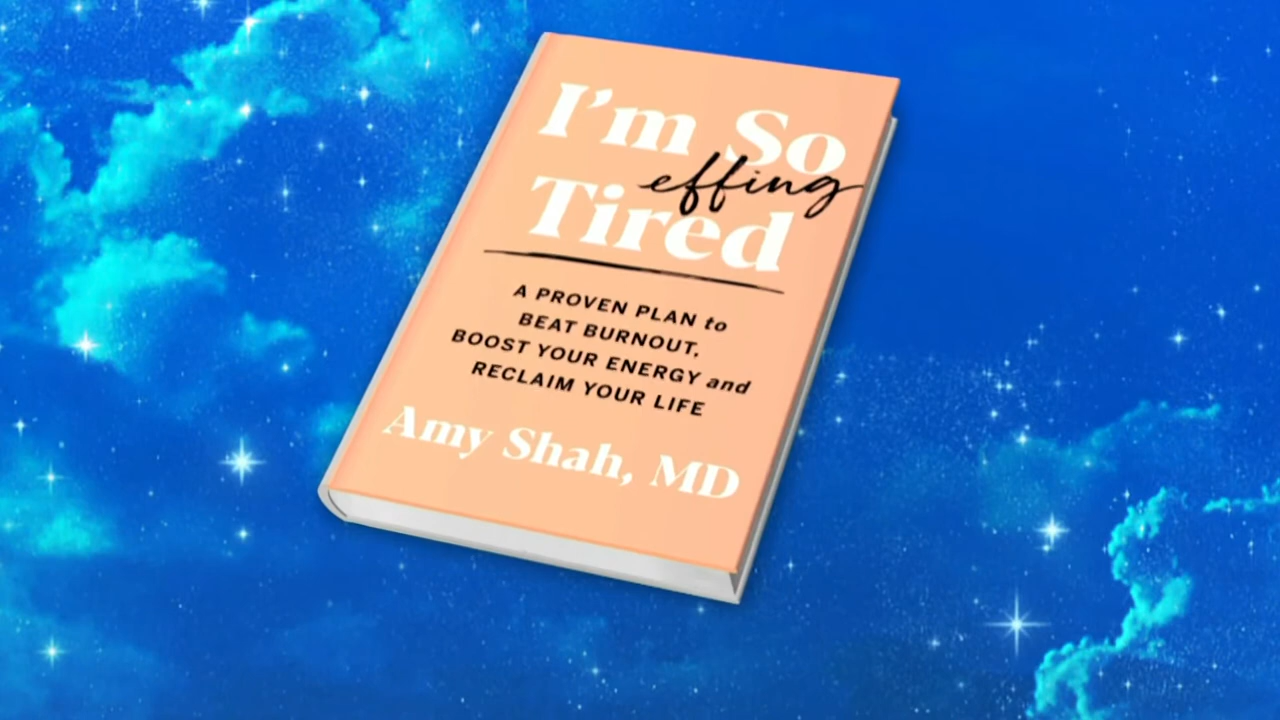 I'm So
effing
Tired
A PROVEN PLAN to
BEAT BURNOUT,
BOOST YOUR ENERGY and
RECLAIM YOUR LIFE
Amy Shah, MD